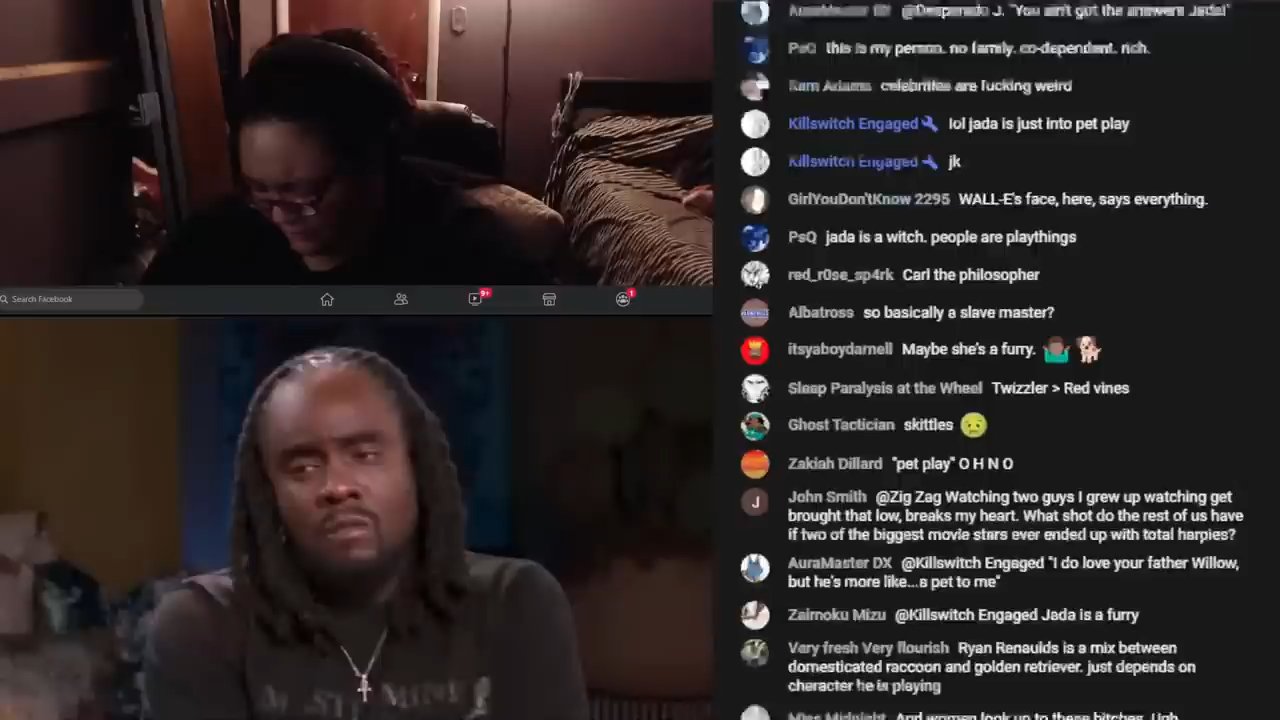 AuraMaster DX @Desperado J. "You ain't got the answers Jada!"
PsQ this is my person. no family. co-dependent. rich.
Ram Adams celebrities are fucking weird
Killswitch Engaged lol jada is just into pet play
Killswitch Engaged jk
GirlYouDon'tKnow 2295 WALL-E's face, here, says everything.
PsQ jada is a witch. people are playthings
red_r0se_sp4rk Carl the philosopher
Search Facebook
9+
1
Albatross so basically a slave master?
itsyaboydarnell Maybe she's a furry.
Sleep Paralysis at the Wheel Twizzler > Red vines
Ghost Tactician skittles
Zakiah Dillard "pet play" O H N O
J
John Smith @Zig Zag Watching two guys I grew up watching get
brought that low, breaks my heart. What shot do the rest of us have
if two of the biggest movie stars ever ended up with total harpies?
AuraMaster DX @Killswitch Engaged "I do love your father Willow,
but he's more like...a pet to me"
Zaimoku Mizu @Killswitch Engaged Jada is a furry
Very fresh Very flourish Ryan Renaulds is a mix between
domesticated raccoon and golden retriever. just depends on
character he is playing
Miss Midnight And women look up to these bitches. Ugh